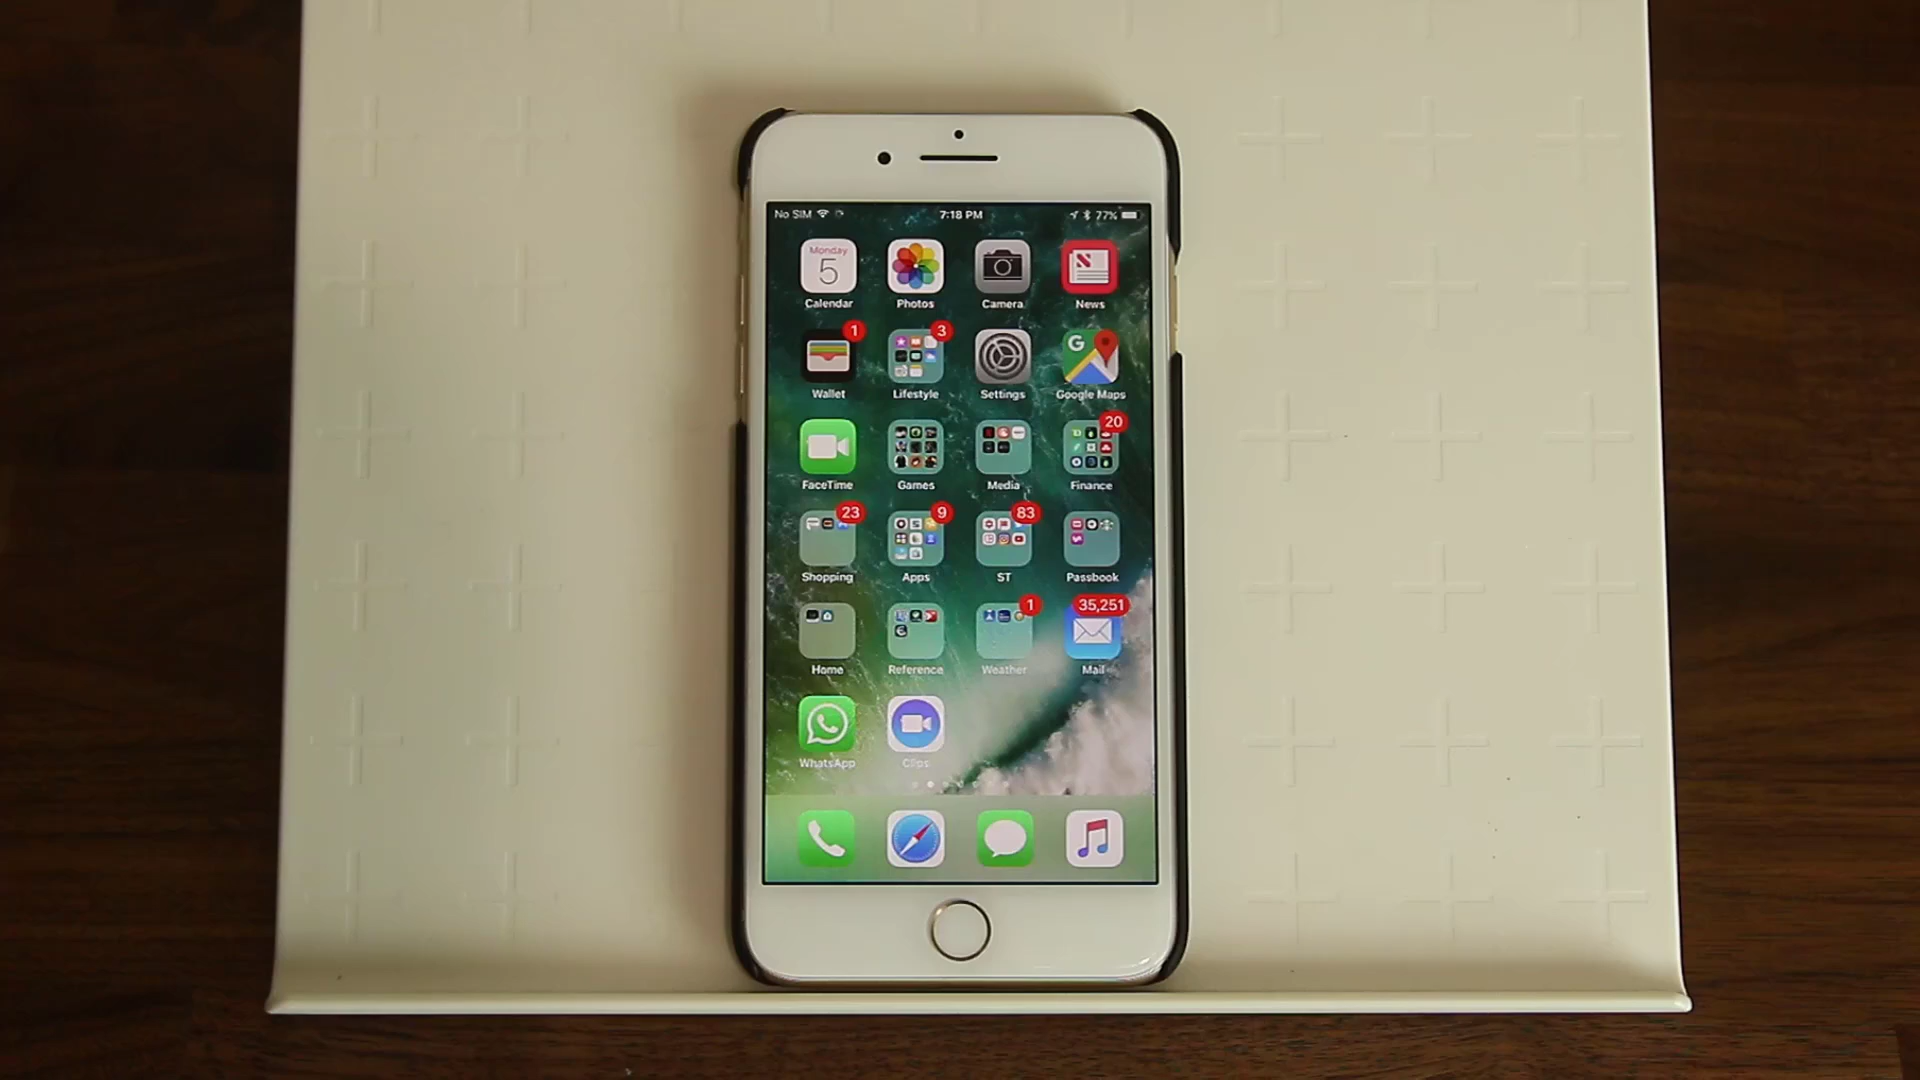 No SIM 7:18 PM 77%
Monday
5
Calendar Photos Camera News
1 3
G
Wallet Lifestyle Settings Google Maps
20
FaceTime Games Media Finance
23 9 83
Shopping Apps ST Passbook
1 35,251
Home Reference Weather Mail
WhatsApp Clips